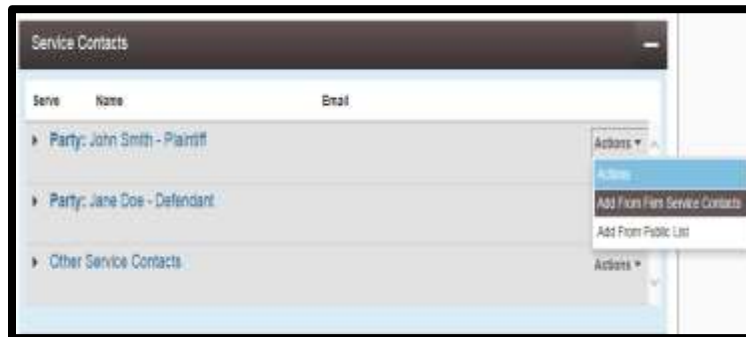 Service Contacts
Serve Name Email
Party: John Smith - Plaintiff Actions
Actions
Add From Firm Service Contacts
Party: Jane Doe - Defendant
Add From Public List
Other Service Contacts Actions